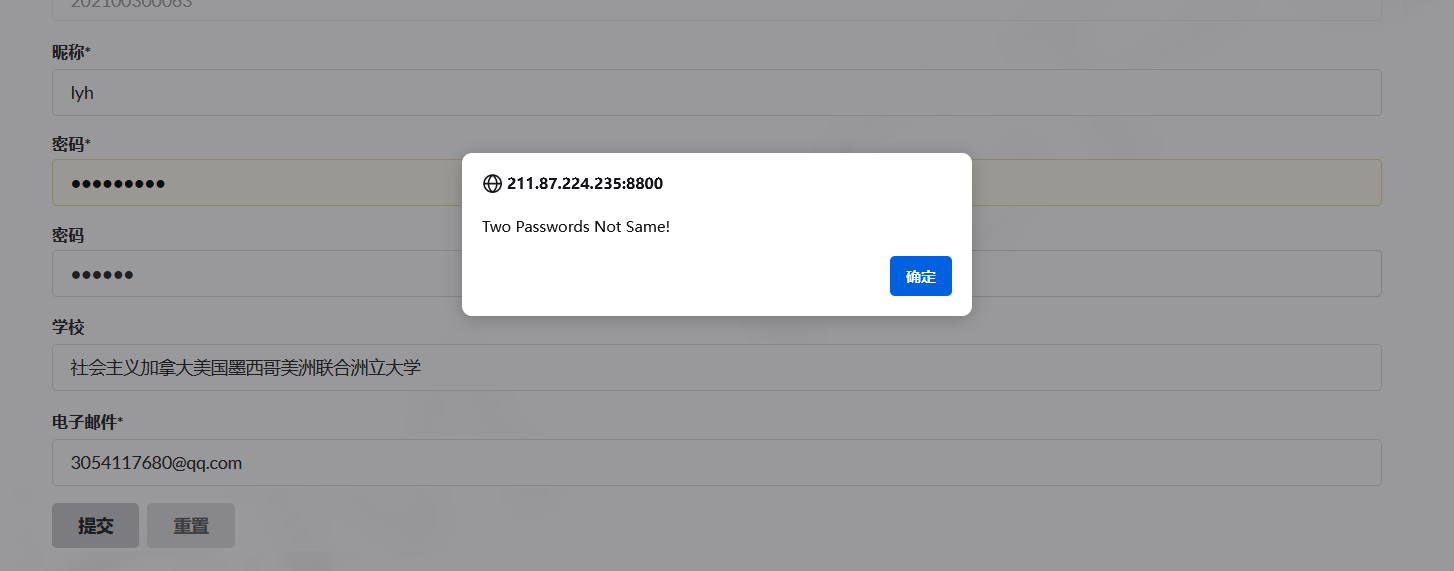 202100300063
昵称*
lyh
密码*
●●●●●●●●●
211.87.224.235:8800
Two Passwords Not Same!
确定
密码
●●●●●●
学校
社会主义加拿大美国墨西哥美洲联合洲立大学
电子邮件*
3054117680@qq.com
提交 重置